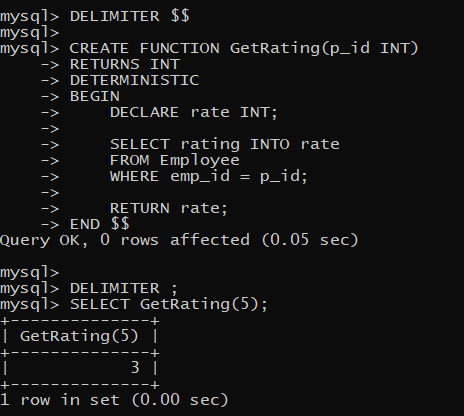 mysql> DELIMITER $$
mysql>
mysql> CREATE FUNCTION GetRating(p_id INT)
    -> RETURNS INT
    -> DETERMINISTIC
    -> BEGIN
    ->     DECLARE rate INT;
    ->
    ->     SELECT rating INTO rate
    ->     FROM Employee
    ->     WHERE emp_id = p_id;
    ->
    ->     RETURN rate;
    -> END $$
Query OK, 0 rows affected (0.05 sec)

mysql>
mysql> DELIMITER ;
mysql> SELECT GetRating(5);
+--------------+
| GetRating(5) |
+--------------+
|            3 |
+--------------+
1 row in set (0.00 sec)